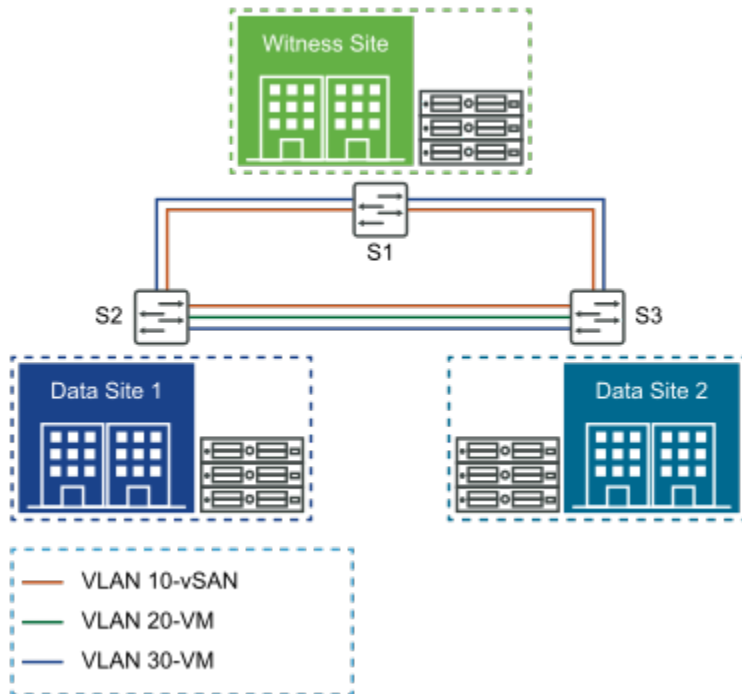 Witness Site
S1
S2
S3
Data Site 1
Data Site 2
VLAN 10-vSAN
VLAN 20-VM
VLAN 30-VM